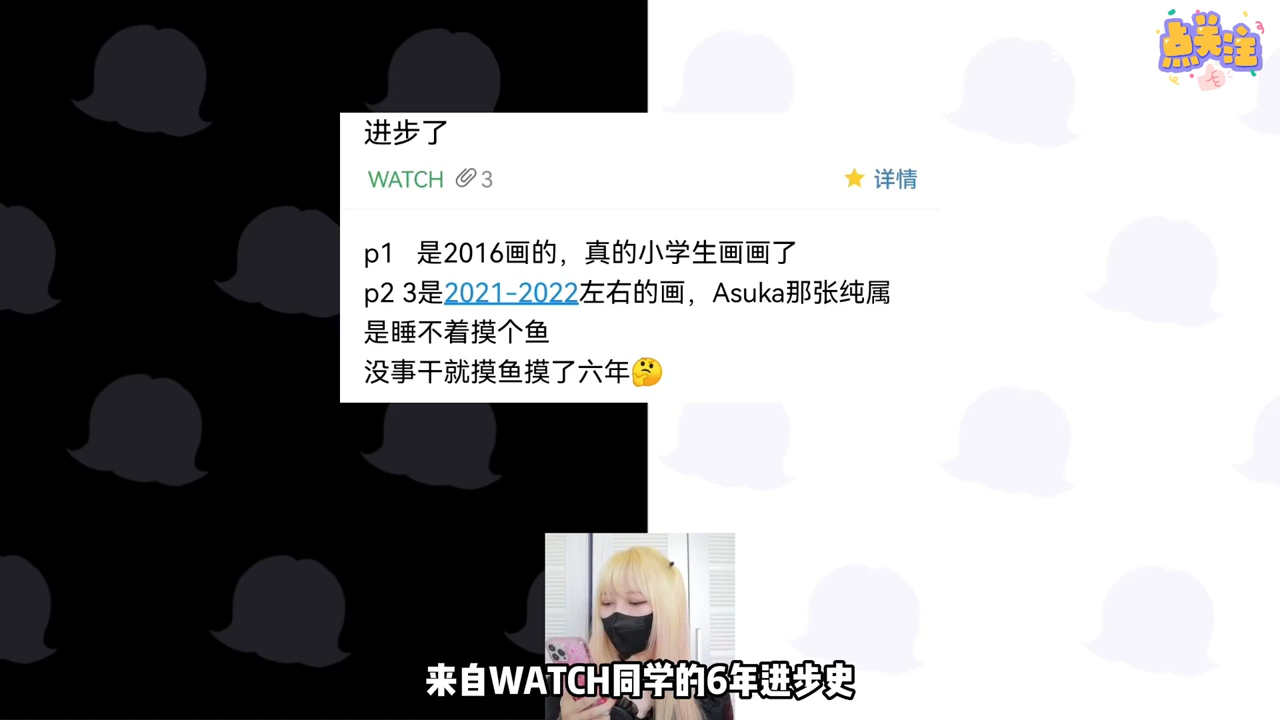 点关注
进步了
WATCH 3
详情
p1 是2016画的，真的小学生画画了
p2 3是2021-2022左右的画，Asuka那张纯属
是睡不着摸个鱼
没事干就摸鱼摸了六年🤔
来自WATCH同学的6年进步史